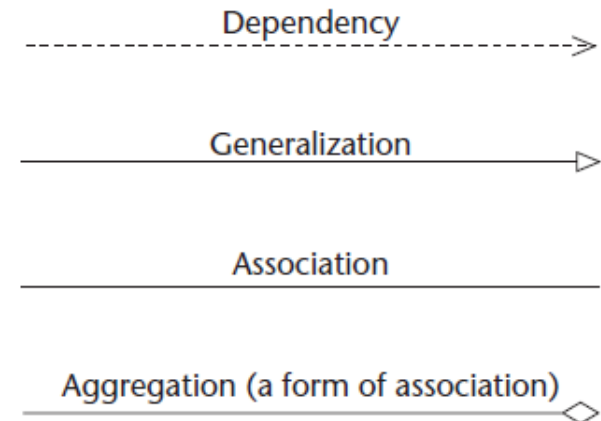 Dependency
Generalization
Association
Aggregation (a form of association)